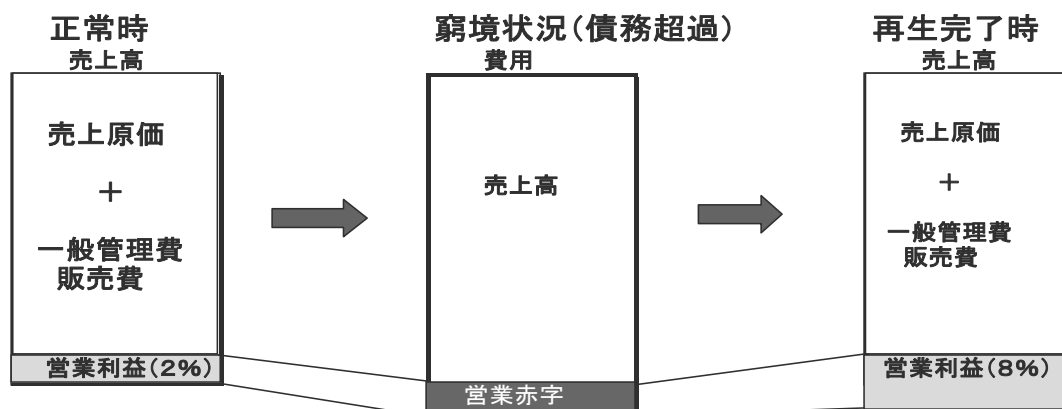 正常時
売上高
売上原価
+
一般管理費
販売費
営業利益(2%)
窮境状況(債務超過)
費用
売上高
営業赤字
再生完了時
売上高
売上原価
+
一般管理費
販売費
営業利益(8%)